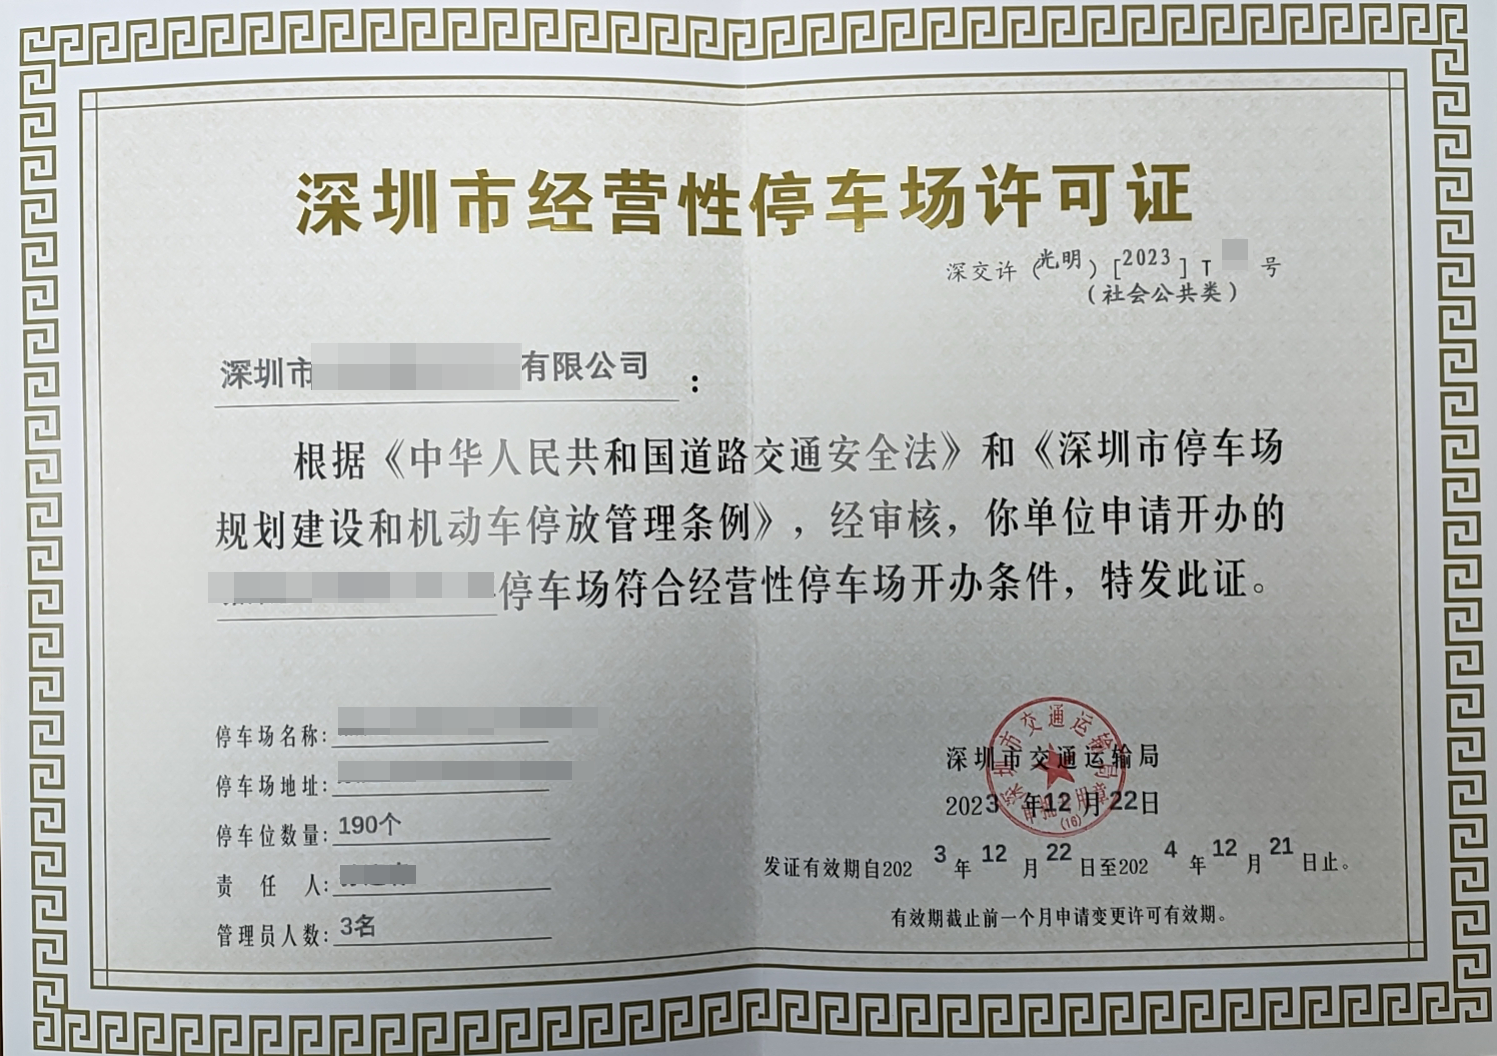 深圳市经营性停车场许可证
深交许（光明）[2023]T 号
（社会公共类）
深圳市 有限公司：
根据《中华人民共和国道路交通安全法》和《深圳市停车场
规划建设和机动车停放管理条例》，经审核，你单位申请开办的
停车场符合经营性停车场开办条件，特发此证。
停车场名称：
停车场地址：
停车位数量：190个
责 任 人：
管理员人数：3名
深圳市交通运输局
深圳市交通运输局
(16)
2023年12月22日
发证有效期自2023年12月22日至2024年12月21日止。
有效期截止前一个月申请变更许可有效期。